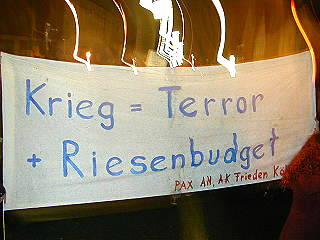 Krieg = Terror
+ Riesenbudget
PAX AN, AK Frieden